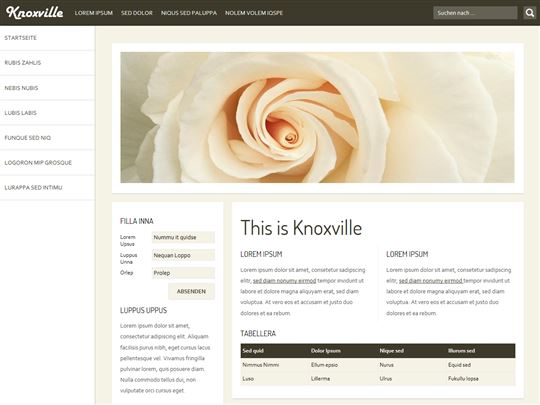 Knoxville LOREM IPSUM SED DOLOR NIQUS SED PALUPPA NOLEM VOLEM IQSPE Suchen nach ...
STARTSEITE
RUBIS ZAHLIS
NEBIS NUBIS
LUBIS LABIS
FUNQUE SED NIQ
LOGORON MIP GROSQUE
LURAPPA SED INTIMU
FILLA INNA
Lorem Upsus
Nummu it quidse
Luppus Unna
Nequan Loppo
Orlep
Prolep
ABSENDEN
LUPPUS UPPUS
Lorem ipsum dolor sit amet,
consectetur adipiscing elit. Aliquam
facilisis purus nibh, eget cursus lacus
pellentesque vel. Vivamus fringilla
pulvinar lorem, quis posuere diam.
Nulla commodo tellus dui, non
vulputate orci cursus eget.
This is Knoxville
LOREM IPSUM
Lorem ipsum dolor sit amet, consetetur sadipscing
elitr, sed diam nonumy eirmod tempor invidunt ut
labore et dolore magna aliquyam erat, sed diam
voluptua. At vero eos et accusam et justo duo
dolores et ea rebum.
LOREM IPSUM
Lorem ipsum dolor sit amet, consetetur sadipscing
elitr, sed diam nonumy eirmod tempor invidunt ut
labore et dolore magna aliquyam erat, sed diam
voluptua. At vero eos et accusam et justo duo
dolores et ea rebum.
TABELLERA
Sed quid Dolor Ipsum Nique sed Illurum sed
Nimmus Nimmi Ellum epsio Nurus Equid sed
Luso Lillerma Ulrus Fukullu lopsa